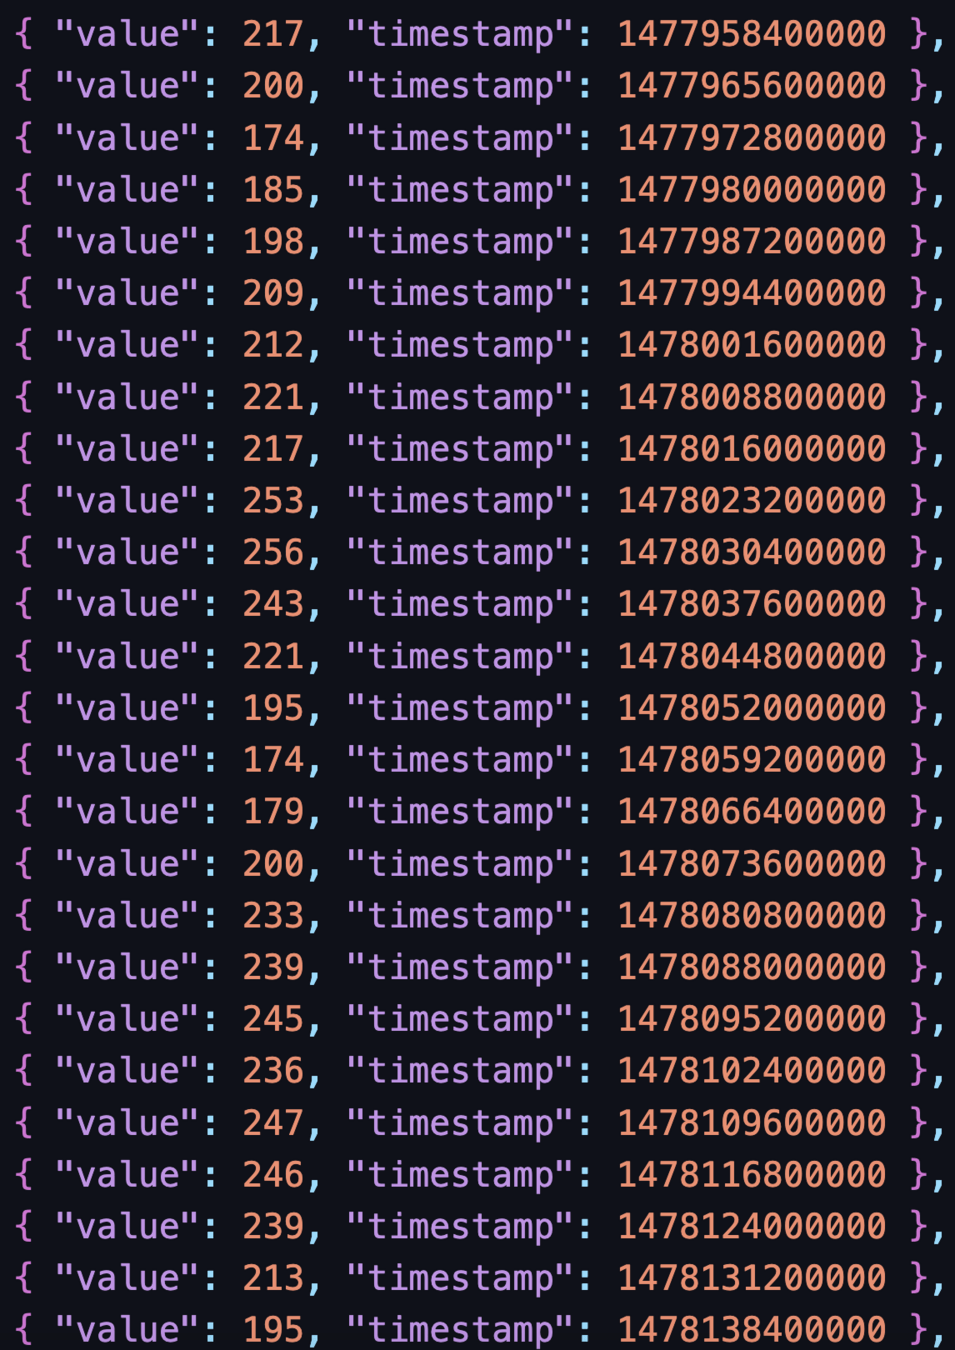 { "value": 217, "timestamp": 1477958400000 },
{ "value": 200, "timestamp": 1477965600000 },
{ "value": 174, "timestamp": 1477972800000 },
{ "value": 185, "timestamp": 1477980000000 },
{ "value": 198, "timestamp": 1477987200000 },
{ "value": 209, "timestamp": 1477994400000 },
{ "value": 212, "timestamp": 1478001600000 },
{ "value": 221, "timestamp": 1478008800000 },
{ "value": 217, "timestamp": 1478016000000 },
{ "value": 253, "timestamp": 1478023200000 },
{ "value": 256, "timestamp": 1478030400000 },
{ "value": 243, "timestamp": 1478037600000 },
{ "value": 221, "timestamp": 1478044800000 },
{ "value": 195, "timestamp": 1478052000000 },
{ "value": 174, "timestamp": 1478059200000 },
{ "value": 179, "timestamp": 1478066400000 },
{ "value": 200, "timestamp": 1478073600000 },
{ "value": 233, "timestamp": 1478080800000 },
{ "value": 239, "timestamp": 1478088000000 },
{ "value": 245, "timestamp": 1478095200000 },
{ "value": 236, "timestamp": 1478102400000 },
{ "value": 247, "timestamp": 1478109600000 },
{ "value": 246, "timestamp": 1478116800000 },
{ "value": 239, "timestamp": 1478124000000 },
{ "value": 213, "timestamp": 1478131200000 },
{ "value": 195, "timestamp": 1478138400000 },